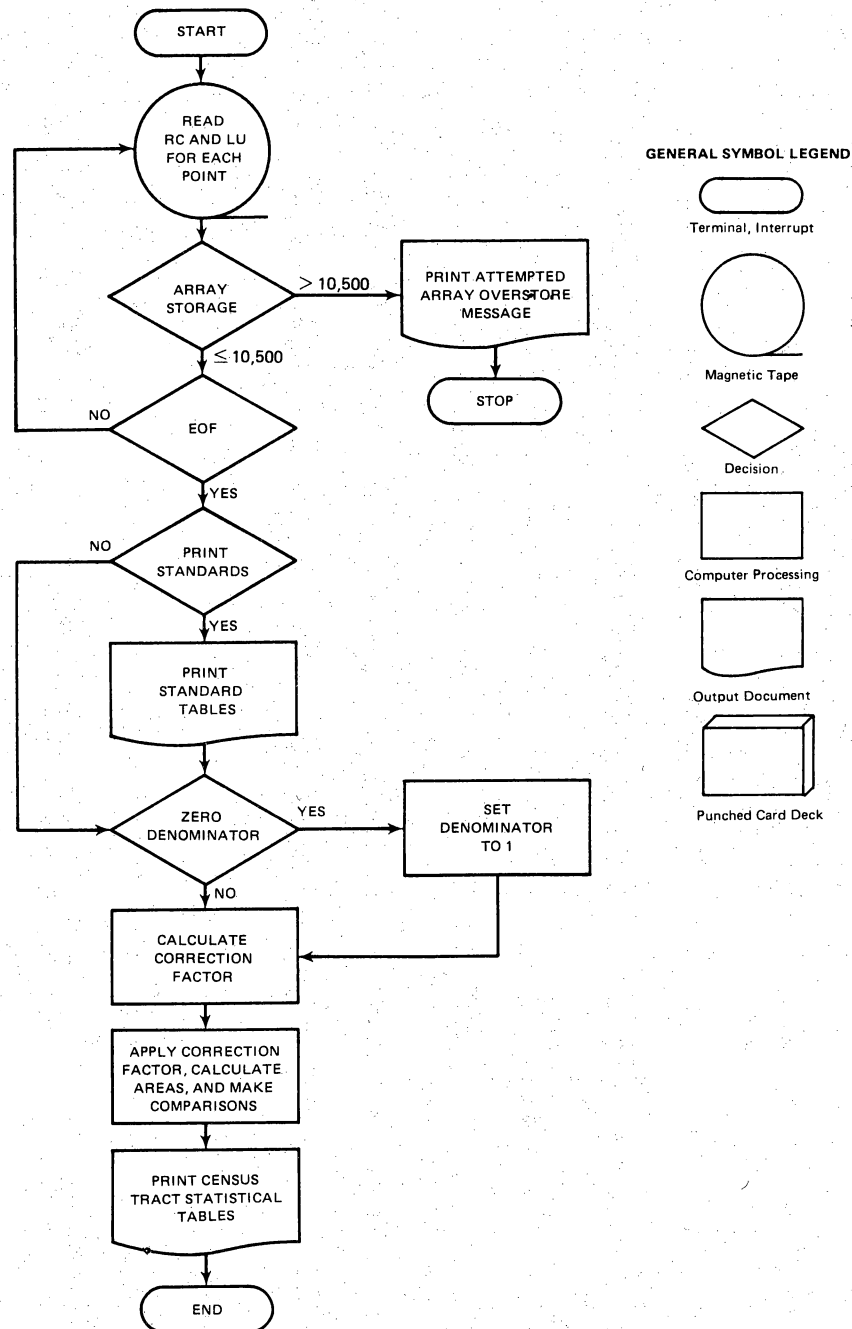 START
READ
RC AND LU
FOR EACH
POINT
GENERAL SYMBOL LEGEND
Terminal, Interrupt
ARRAY
STORAGE
> 10,500
PRINT ATTEMPTED
ARRAY OVERSTORE
MESSAGE
≤ 10,500
Magnetic Tape
STOP
NO
EOF
Decision
YES
NO
PRINT
STANDARDS
Computer Processing
YES
PRINT
STANDARD
TABLES
Output Document
ZERO
DENOMINATOR
YES
SET
DENOMINATOR
TO 1
Punched Card Deck
NO
CALCULATE
CORRECTION
FACTOR
APPLY CORRECTION
FACTOR, CALCULATE
AREAS, AND MAKE
COMPARISONS
PRINT CENSUS
TRACT STATISTICAL
TABLES
END